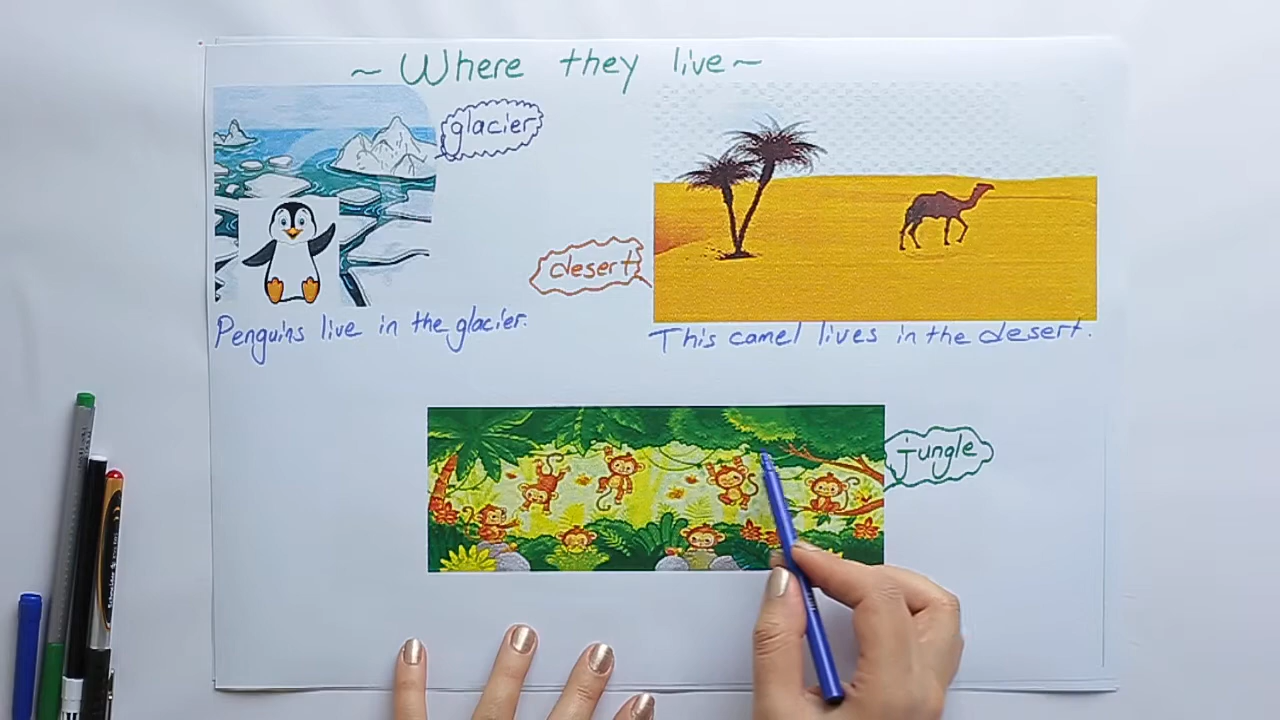 ~ Where they live ~
glacier
desert
Penguins live in the glacier.
This camel lives in the desert.
jungle